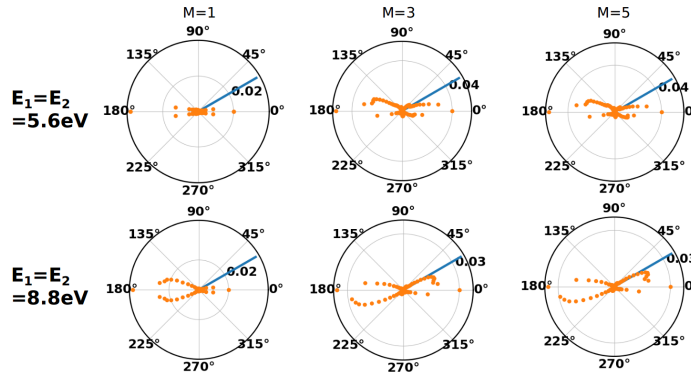 M=1 M=3 M=5
90° 90° 90°
135° 45° 135° 45° 135° 45°
E₁=E₂
=5.6eV
0.02 0.04 0.04
180° 0° 180° 0° 180° 0
225° 315° 225° 315° 225° 315°
270° 270° 270°
90° 90° 90°
135° 45° 135° 45° 135° 45°
E₁=E₂
=8.8eV
0.02 0.03 0.03
180° 0° 180° 0° 180° 0°
225° 315° 225° 315° 225° 315°
270° 270° 270°